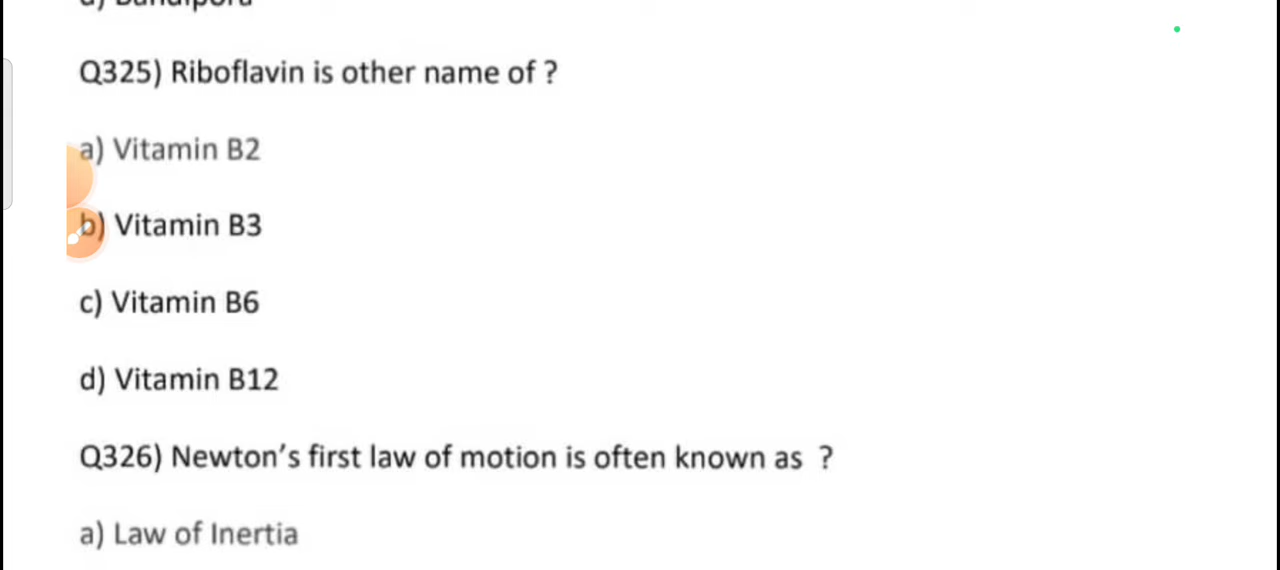 Q325) Riboflavin is other name of ?
a) Vitamin B2
b) Vitamin B3
c) Vitamin B6
d) Vitamin B12
Q326) Newton’s first law of motion is often known as ?
a) Law of Inertia